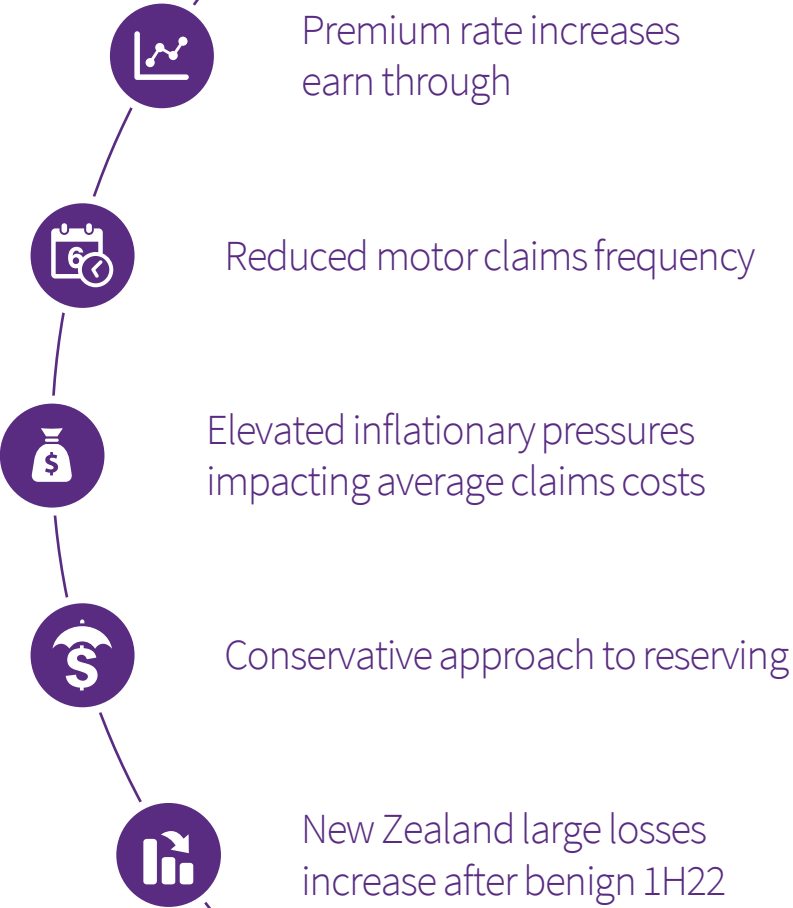 Premium rate increases
earn through
6
Reduced motor claims frequency
Elevated inflationary pressures
impacting average claims costs
$
$
Conservative approach to reserving
New Zealand large losses
increase after benign 1H22